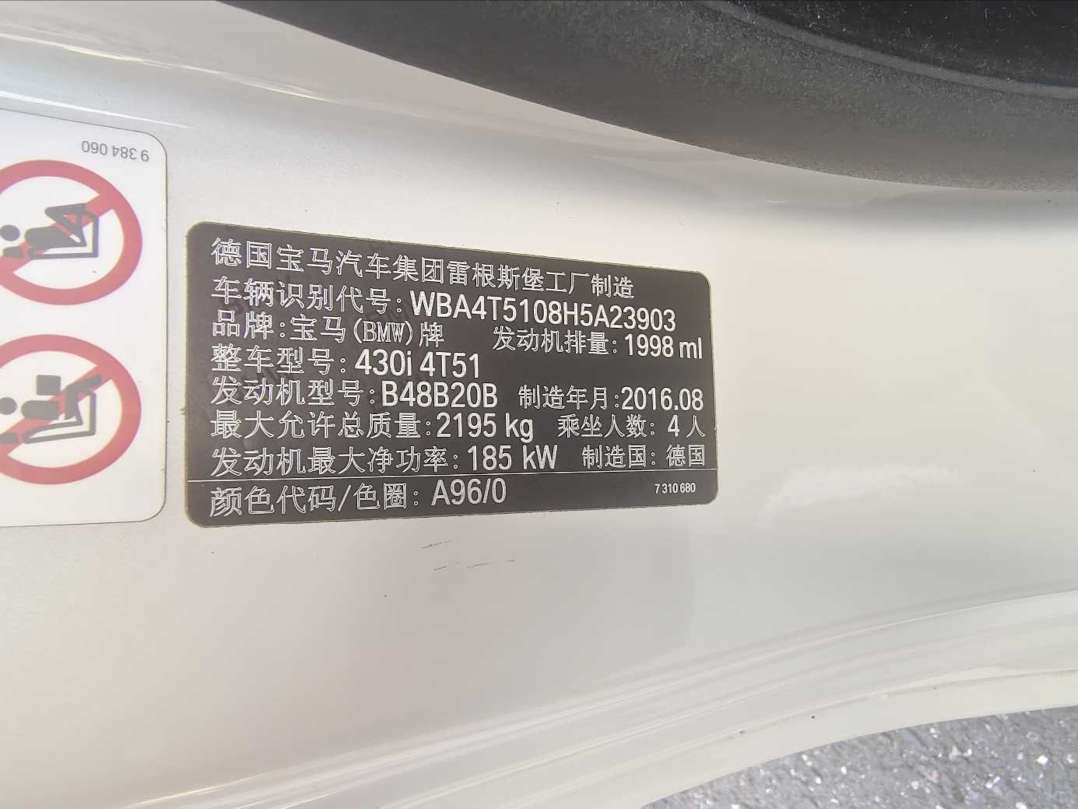 9 384 060
德国宝马汽车集团雷根斯堡工厂制造
车辆识别代号: WBA4T5108H5A23903
品牌: 宝马(BMW)牌 发动机排量: 1998 ml
整车型号: 430i 4T51
发动机型号: B48B20B 制造年月: 2016.08
最大允许总质量: 2195 kg 乘坐人数: 4 人
发动机最大净功率: 185 kW 制造国: 德国
颜色代码/色圈: A96/0 7 310 680